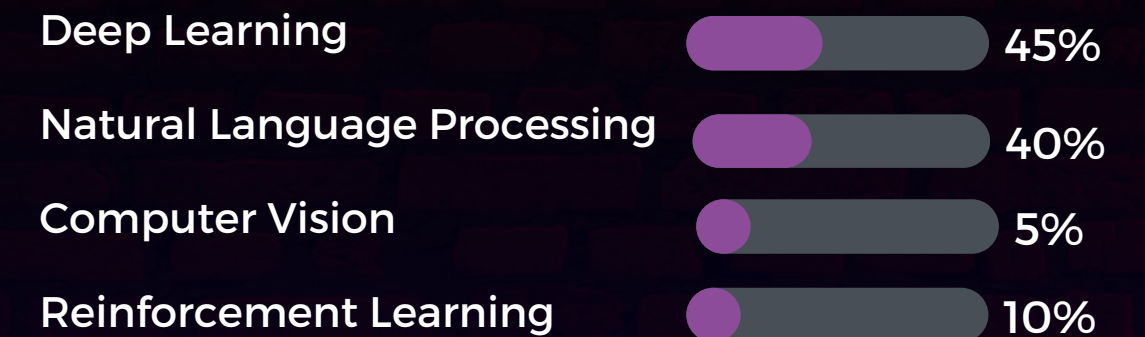 Deep Learning 45%
Natural Language Processing 40%
Computer Vision 5%
Reinforcement Learning 10%